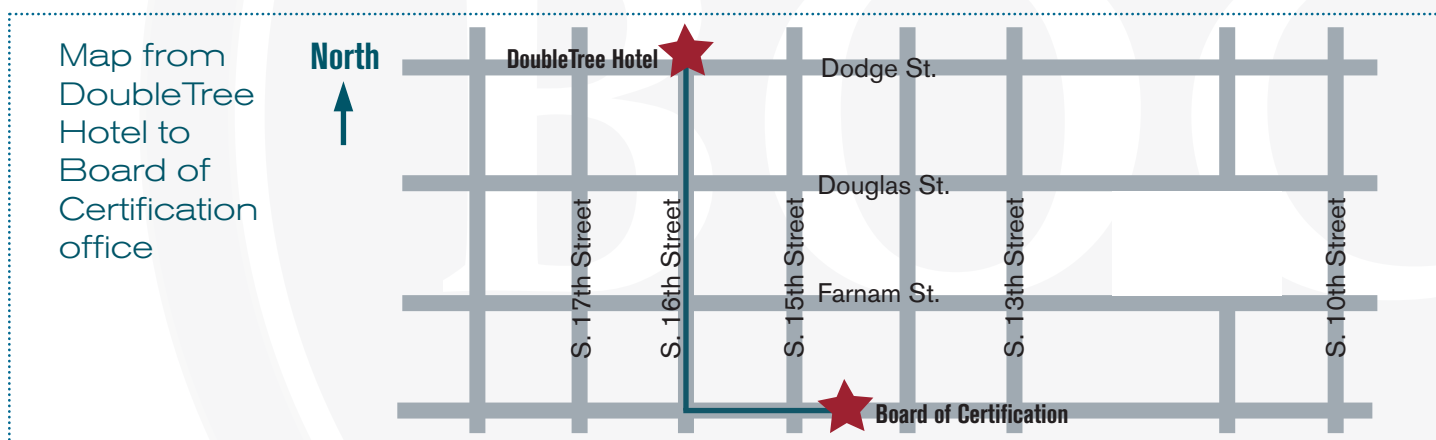 Map from
DoubleTree
Hotel to
Board of
Certification
office
North
DoubleTree Hotel
Dodge St.
Douglas St.
S. 17th Street
S. 16th Street
S. 15th Street
Farnam St.
S. 13th Street
S. 10th Street
Board of Certification
BOC